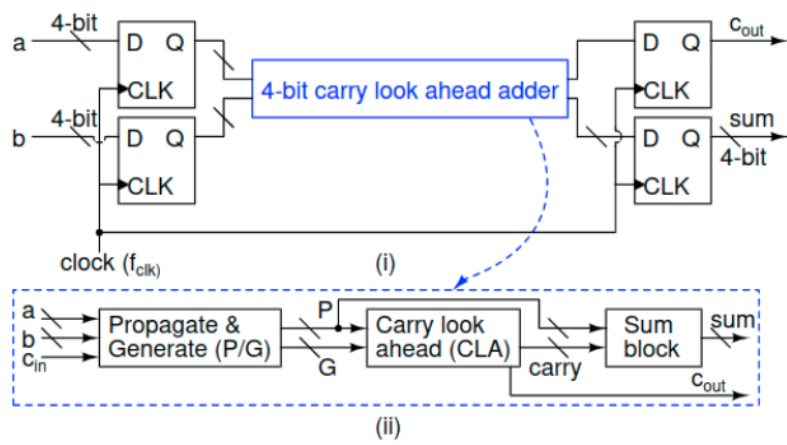 a 4-bit D Q CLK
b 4-bit D Q CLK
4-bit carry look ahead adder
D Q CLK c_out
D Q CLK sum 4-bit
clock (f_clk)
(i)
a
b
c_in
Propagate &
Generate (P/G)
P
G
Carry look
ahead (CLA)
carry
Sum
block
sum
c_out
(ii)